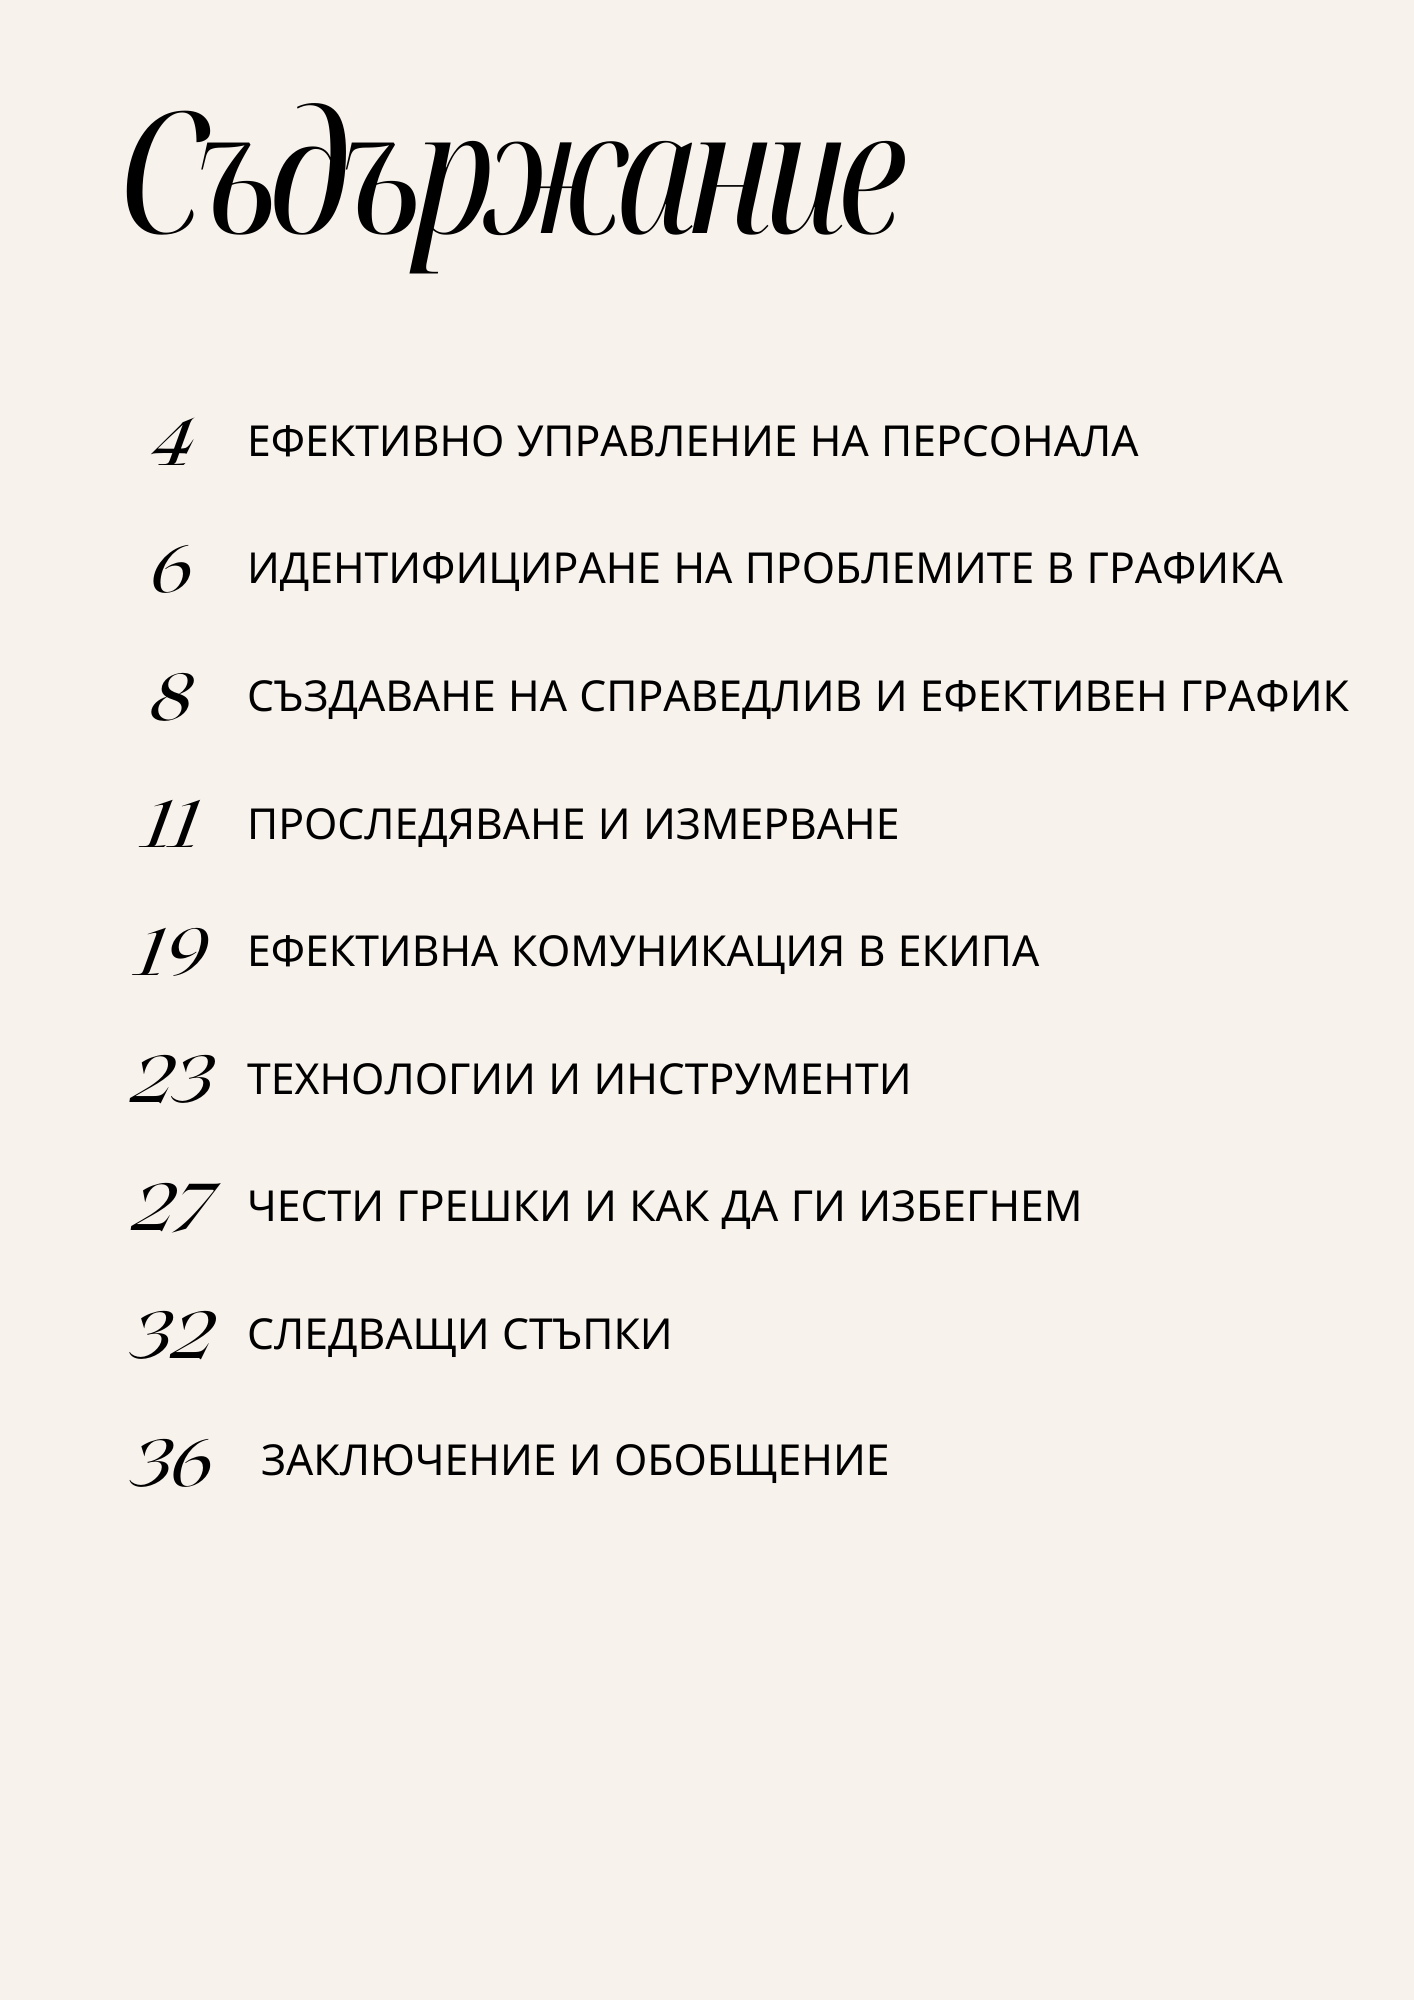 Съдържание
4 ЕФЕКТИВНО УПРАВЛЕНИЕ НА ПЕРСОНАЛА
6 ИДЕНТИФИЦИРАНЕ НА ПРОБЛЕМИТЕ В ГРАФИКА
8 СЪЗДАВАНЕ НА СПРАВЕДЛИВ И ЕФЕКТИВЕН ГРАФИК
11 ПРОСЛЕДЯВАНЕ И ИЗМЕРВАНЕ
19 ЕФЕКТИВНА КОМУНИКАЦИЯ В ЕКИПА
23 ТЕХНОЛОГИИ И ИНСТРУМЕНТИ
27 ЧЕСТИ ГРЕШКИ И КАК ДА ГИ ИЗБЕГНЕМ
32 СЛЕДВАЩИ СТЪПКИ
36 ЗАКЛЮЧЕНИЕ И ОБОБЩЕНИЕ